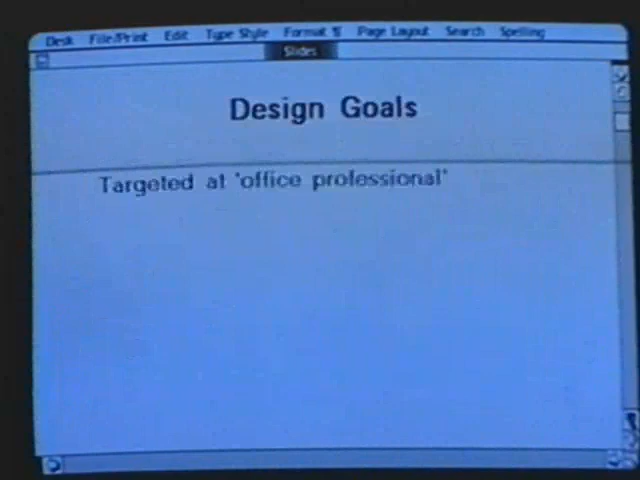 Desk File/Print Edit Type Style Format ¶ Page Layout Search Spelling
Slides
Design Goals
Targeted at 'office professional'